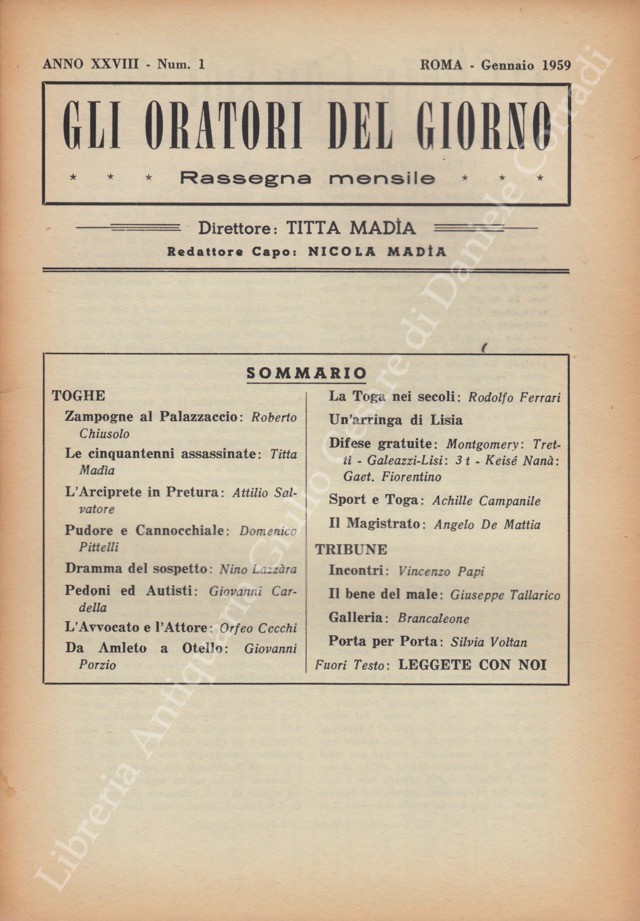 ANNO XXVIII - Num. 1
ROMA - Gennaio 1959
GLI ORATORI DEL GIORNO
* * * Rassegna mensile * * *
Direttore: TITTA MADÌA
Redattore Capo: NICOLA MADÌA
SOMMARIO
TOGHE
Zampogne al Palazzaccio: Roberto
Chiusolo
Le cinquantenni assassinate: Titta
Madìa
L'Arciprete in Pretura: Attilio Sal-
vatore
Pudore e Cannocchiale: Domenico
Pittelli
Dramma del sospetto: Nino Lazzàra
Pedoni ed Autisti: Giovanni Car-
della
L'Avvocato e l'Attore: Orfeo Cecchi
Da Amleto a Otello: Giovanni
Porzio
La Toga nei secoli: Rodolfo Ferrari
Un'arringa di Lisia
Difese gratuite: Montgomery: Tret-
ti - Galeazzi-Lisi: 3 t - Keisé Nanà:
Gaet. Fiorentino
Sport e Toga: Achille Campanile
Il Magistrato: Angelo De Mattia
TRIBUNE
Incontri: Vincenzo Papi
Il bene del male: Giuseppe Tallarico
Galleria: Brancaleone
Porta per Porta: Silvia Voltan
Fuori Testo: LEGGETE CON NOI
Libreria Antiquaria Giulio Cesare di Daniele Corradi